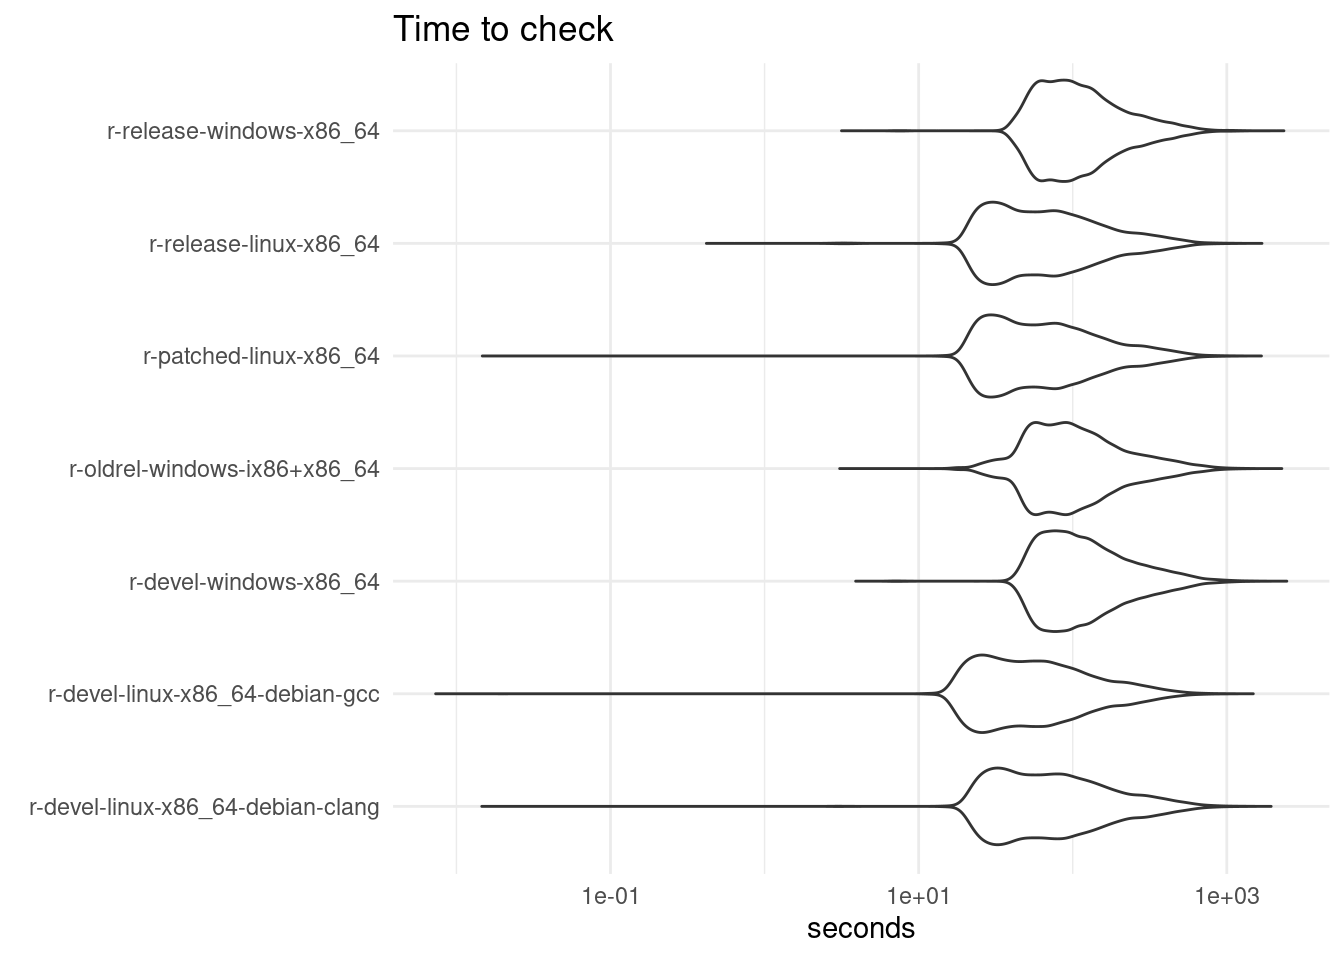 Time to check
r-release-windows-x86_64
r-release-linux-x86_64
r-patched-linux-x86_64
r-oldrel-windows-ix86+x86_64
r-devel-windows-x86_64
r-devel-linux-x86_64-debian-gcc
r-devel-linux-x86_64-debian-clang
1e-01 1e+01 1e+03
seconds